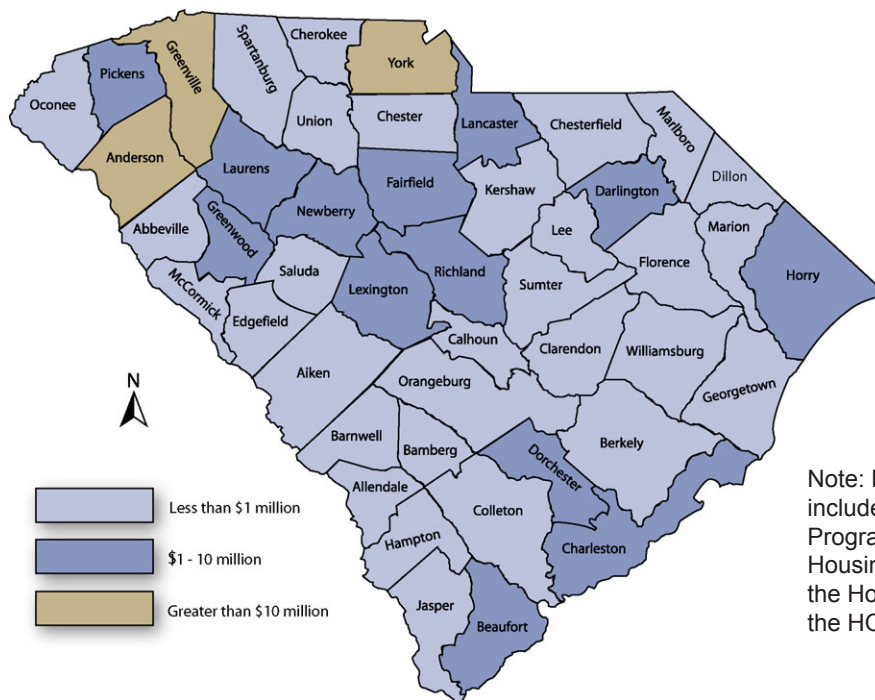 Cherokee
Spartanburg
Greenville
York
Pickens
Oconee
Union
Chester
Lancaster
Chesterfield
Marlboro
Dillon
Anderson
Laurens
Fairfield
Kershaw
Darlington
Newberry
Greenwood
Abbeville
Lee
Marion
Saluda
Richland
Florence
Horry
McCormick
Lexington
Sumter
Edgefield
Calhoun
Clarendon
Williamsburg
Aiken
Orangeburg
Georgetown
N
Barnwell
Bamberg
Berkely
Dorchester
Allendale
Colleton
Hampton
Charleston
Jasper
Beaufort
Less than $1 million
$1 - 10 million
Greater than $10 million
Note:
include
Progra
Housin
the Ho
the HO